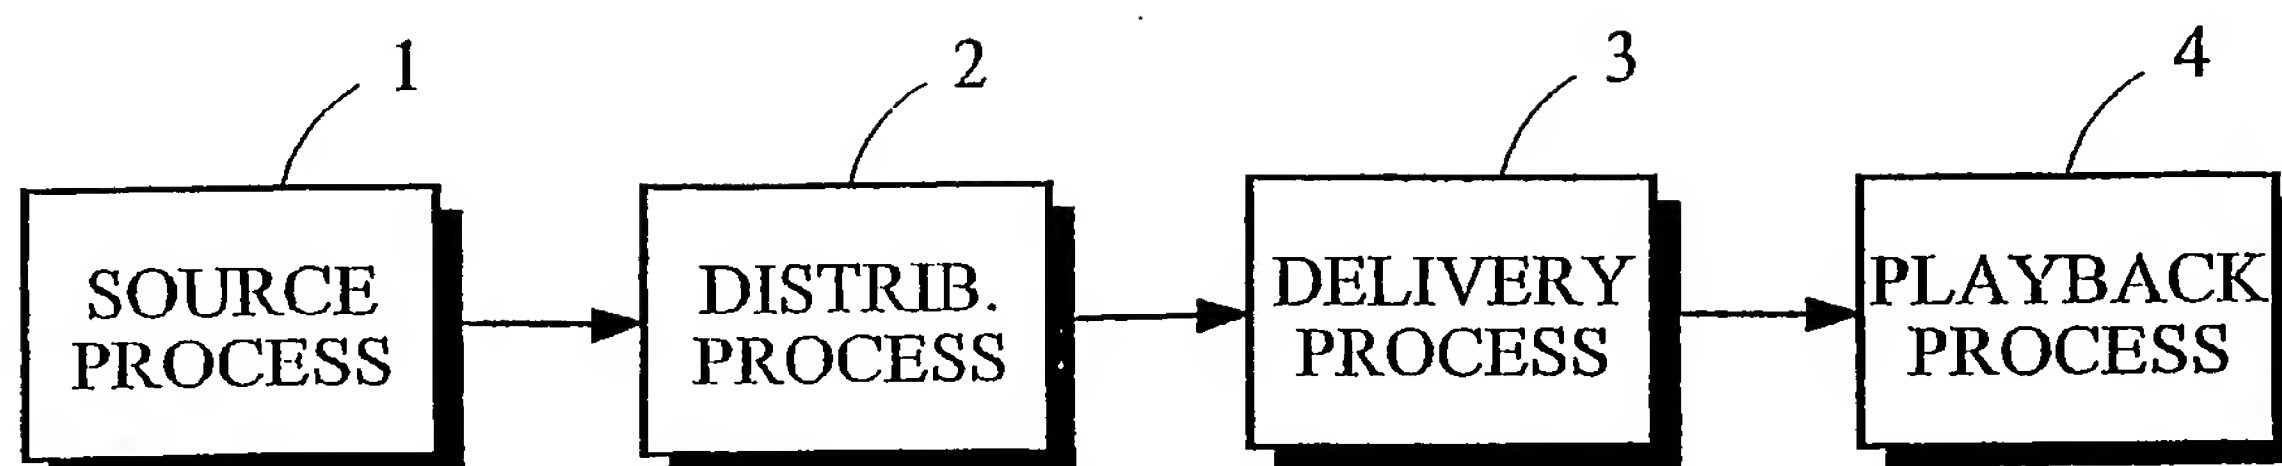 1
2
3
4
SOURCE
PROCESS
DISTRIB.
PROCESS
DELIVERY
PROCESS
PLAYBACK
PROCESS